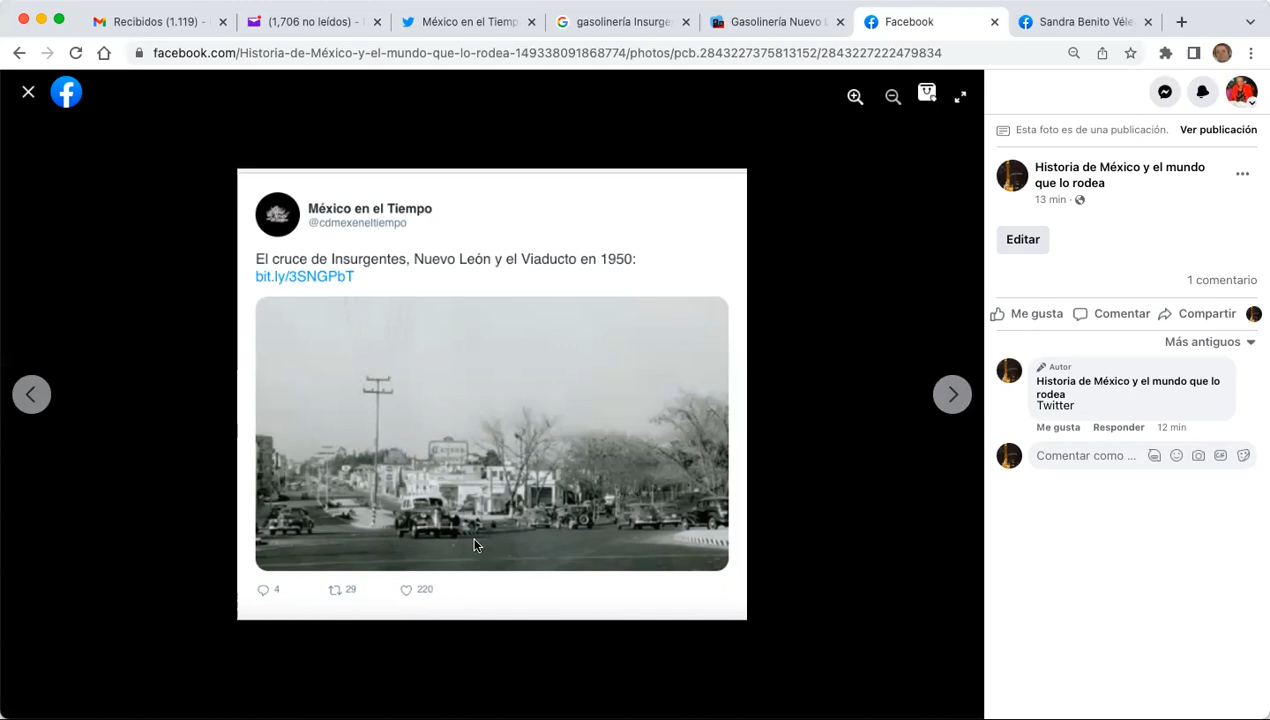 Recibidos (1.119) -
(1,706 no leídos) -
México en el Tiemp
gasolinería Insurge
Gasolinería Nuevo L
Facebook
Sandra Benito Véle
facebook.com/Historia-de-México-y-el-mundo-que-lo-rodea-149338091868774/photos/pcb.2843227375813152/2843227222479834
México en el Tiempo
@cdmexeneltiempo
El cruce de Insurgentes, Nuevo León y el Viaducto en 1950:
bit.ly/3SNGPbT
4
29
220
Esta foto es de una publicación.
Ver publicación
Historia de México y el mundo
que lo rodea
13 min ·
Editar
1 comentario
Me gusta
Comentar
Compartir
Más antiguos
Autor
Historia de México y el mundo que lo
rodea
Twitter
Me gusta
Responder
12 min
Comentar como ...